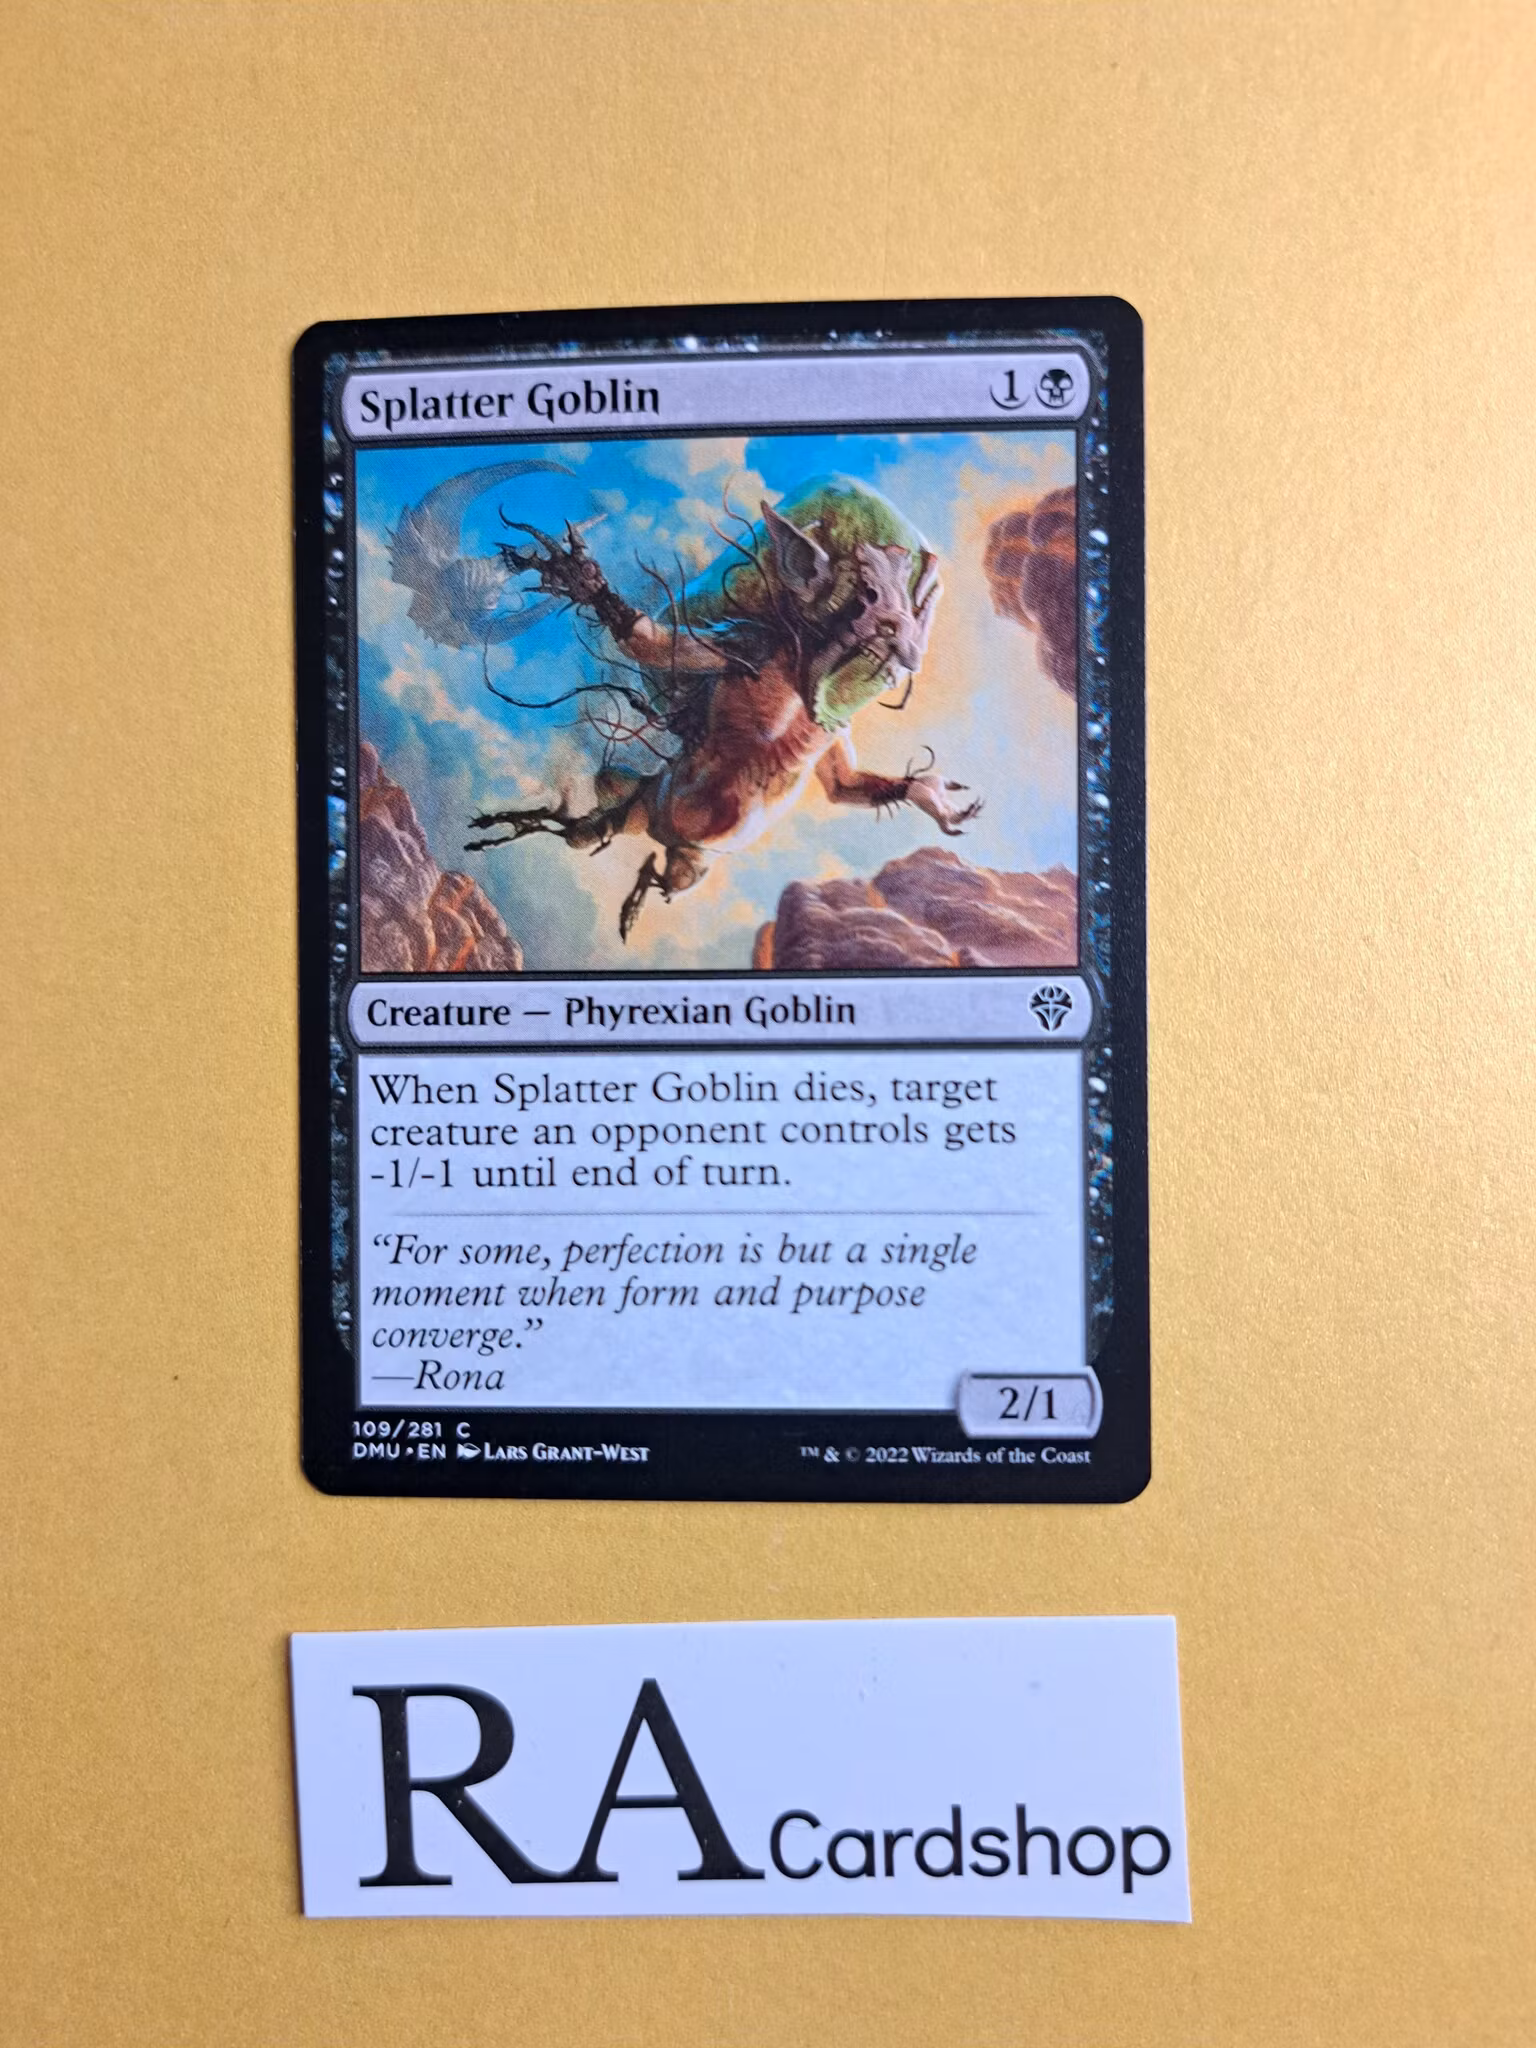 Splatter Goblin 1
Creature — Phyrexian Goblin
When Splatter Goblin dies, target
creature an opponent controls gets
-1/-1 until end of turn.
“For some, perfection is but a single
moment when form and purpose
converge.”
—Rona
2/1
109/281 C
DMU • EN LARS GRANT-WEST
™ & © 2022 Wizards of the Coast
RA Cardshop